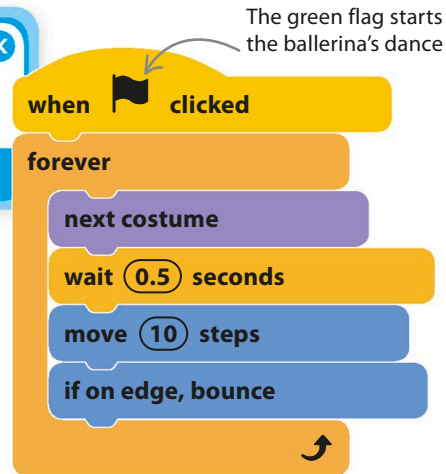 The green flag starts
the ballerina's dance
X
when clicked
forever
next costume
wait 0.5 seconds
move 10 steps
if on edge, bounce